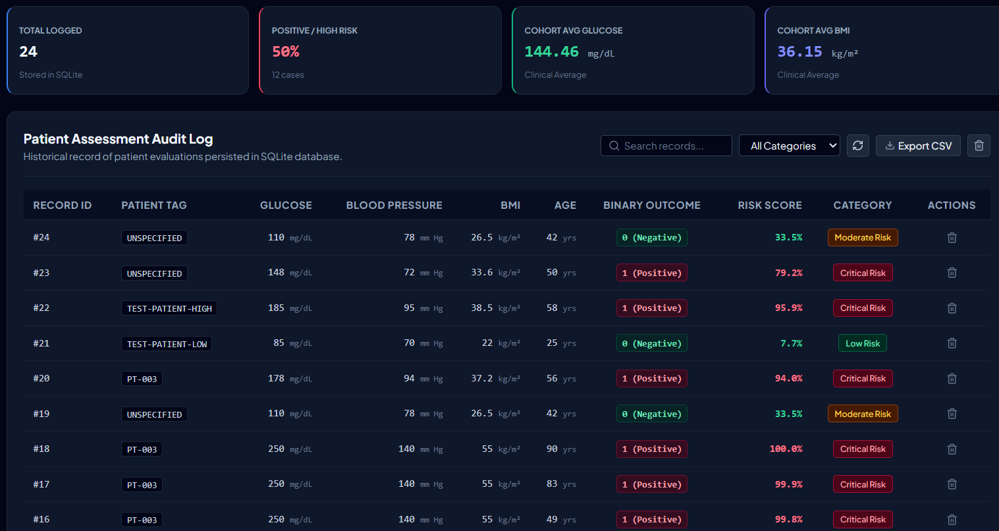 TOTAL LOGGED
24
Stored in SQLite
POSITIVE / HIGH RISK
50%
12 cases
COHORT AVG GLUCOSE
144.46 mg/dL
Clinical Average
COHORT AVG BMI
36.15 kg/m²
Clinical Average
Patient Assessment Audit Log
Historical record of patient evaluations persisted in SQLite database.
Search records...
All Categories
Export CSV
RECORD ID PATIENT TAG GLUCOSE BLOOD PRESSURE BMI AGE BINARY OUTCOME RISK SCORE CATEGORY ACTIONS
#24 UNSPECIFIED 110 mg/dL 78 mm Hg 26.5 kg/m² 42 yrs 0 (Negative) 33.5% Moderate Risk
#23 UNSPECIFIED 148 mg/dL 72 mm Hg 33.6 kg/m² 50 yrs 1 (Positive) 79.2% Critical Risk
#22 TEST-PATIENT-HIGH 185 mg/dL 95 mm Hg 38.5 kg/m² 58 yrs 1 (Positive) 95.9% Critical Risk
#21 TEST-PATIENT-LOW 85 mg/dL 70 mm Hg 22 kg/m² 25 yrs 0 (Negative) 7.7% Low Risk
#20 PT-003 178 mg/dL 94 mm Hg 37.2 kg/m² 56 yrs 1 (Positive) 94.0% Critical Risk
#19 UNSPECIFIED 110 mg/dL 78 mm Hg 26.5 kg/m² 42 yrs 0 (Negative) 33.5% Moderate Risk
#18 PT-003 250 mg/dL 140 mm Hg 55 kg/m² 90 yrs 1 (Positive) 100.0% Critical Risk
#17 PT-003 250 mg/dL 140 mm Hg 55 kg/m² 83 yrs 1 (Positive) 99.9% Critical Risk
#16 PT-003 250 mg/dL 140 mm Hg 55 kg/m² 49 yrs 1 (Positive) 99.8% Critical Risk